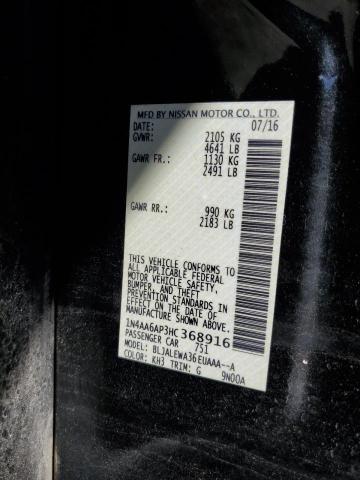 MFD BY NISSAN MOTOR CO., LTD.
DATE: 07/16
GVWR: 2105 KG
4641 LB
GAWR FR.: 1130 KG
2491 LB
GAWR RR.: 990 KG
2183 LB
THIS VEHICLE CONFORMS TO
ALL APPLICABLE FEDERAL
MOTOR VEHICLE SAFETY,
BUMPER, AND THEFT
PREVENTION STANDARDS
IN EFFECT ON THE DATE OF
MANUFACTURE SHOWN ABOVE.
1N4AA6AP3HC368916
PASSENGER CAR 751
MODEL: BLJALEWA36EUAAA--A
COLOR: KH3 TRIM: G 9N00A